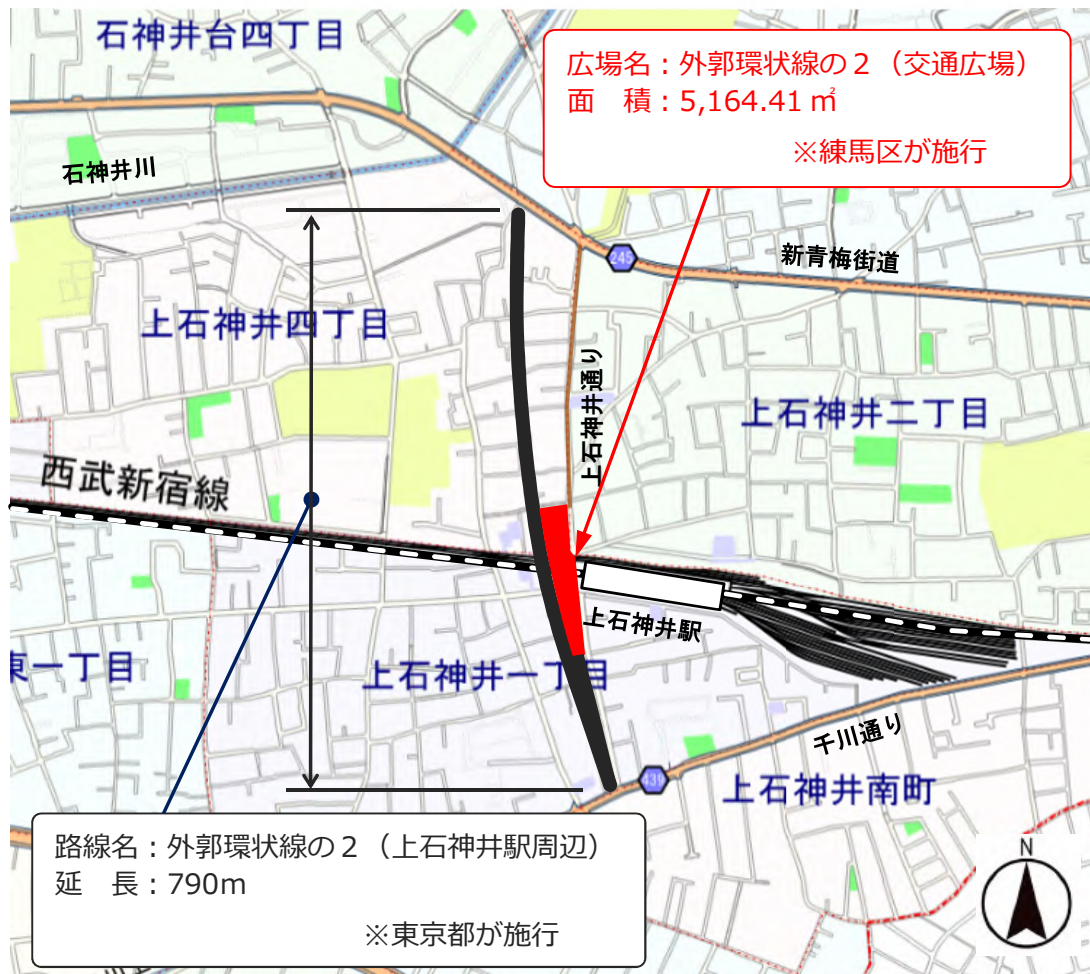 石神井台四丁目
広場名：外郭環状線の２（交通広場）
面　積：5,164.41 ㎡
※練馬区が施行
石神井川
245
新青梅街道
上石神井四丁目
上石神井通り
上石神井二丁目
西武新宿線
上石神井駅
東一丁目
上石神井一丁目
千川通り
439
上石神井南町
路線名：外郭環状線の２（上石神井駅周辺）
延　長：790m
※東京都が施行
N